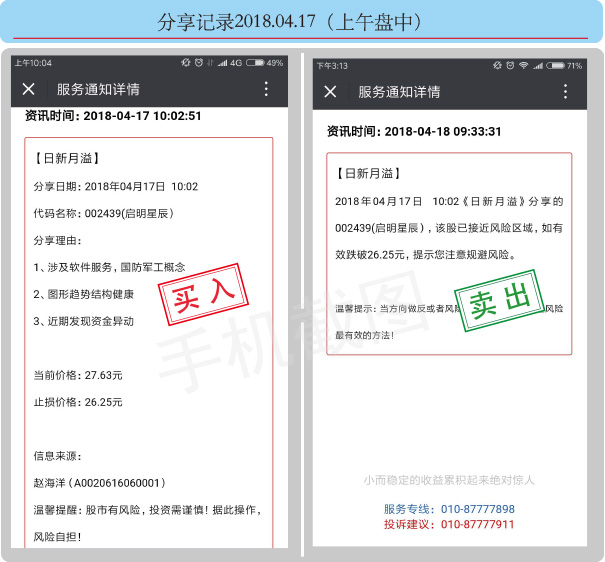 分享记录2018.04.17（上午盘中）
上午10:04
4G 49%
服务通知详情
资讯时间: 2018-04-17 10:02:51
【日新月溢】
分享日期: 2018年04月17日 10:02
代码名称: 002439(启明星辰)
分享理由:
1、涉及软件服务，国防军工概念
2、图形趋势结构健康
3、近期发现资金异动
买入
当前价格: 27.63元
止损价格: 26.25元
信息来源:
赵海洋 (A0020616060001)
温馨提醒: 股市有风险，投资需谨慎! 据此操作，
风险自担!
下午3:13
71%
服务通知详情
资讯时间: 2018-04-18 09:33:31
【日新月溢】
2018年04月17日 10:02《日新月溢》分享的
002439(启明星辰)，该股已接近风险区域，如有
效跌破26.25元，提示您注意规避风险。
卖出
温馨提示: 当方向做反或者风险
风险
最有效的方法!
小而稳定的收益累积起来绝对惊人
服务专线: 010-87777898
投诉建议: 010-87777911
手机截图